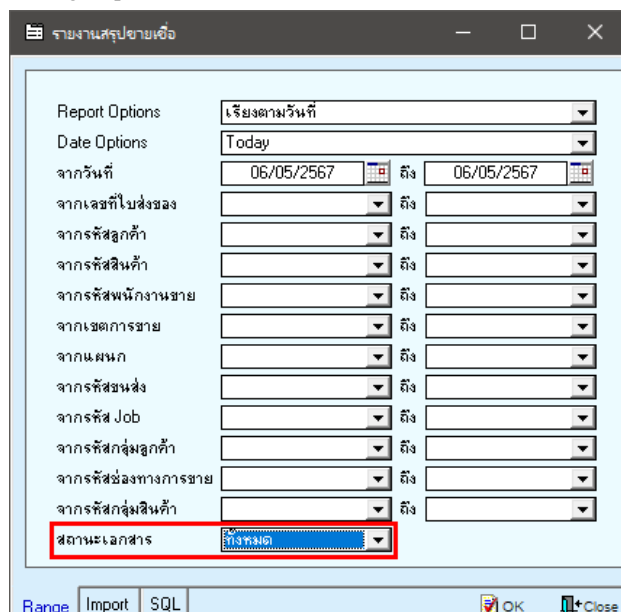 รายงานสรุปขายเชื่อ
Report Options เรียงตามวันที่
Date Options Today
จากวันที่ 06/05/2567 ถึง 06/05/2567
จากเลขที่ใบส่งของ ถึง
จากรหัสลูกค้า ถึง
จากรหัสสินค้า ถึง
จากรหัสพนักงานขาย ถึง
จากเขตการขาย ถึง
จากแผนก ถึง
จากรหัสขนส่ง ถึง
จากรหัส Job ถึง
จากรหัสกลุ่มลูกค้า ถึง
จากรหัสช่องทางการขาย ถึง
จากรหัสกลุ่มสินค้า ถึง
สถานะเอกสาร ทั้งหมด
Range Import SQL OK Close